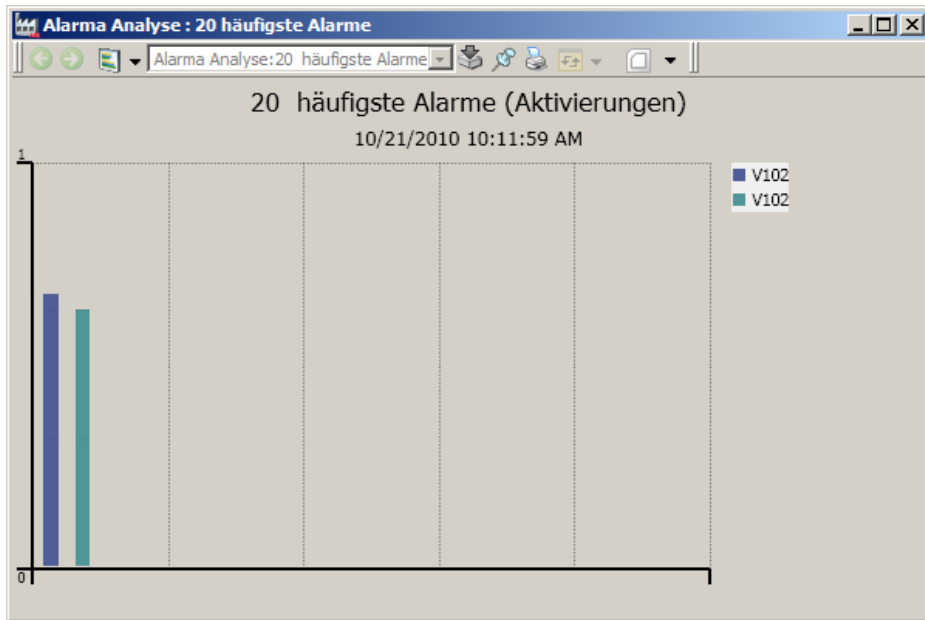 Alarma Analyse : 20 häufigste Alarme
Alarma Analyse:20 häufigste Alarme
20 häufigste Alarme (Aktivierungen)
10/21/2010 10:11:59 AM
1
V102
V102
0